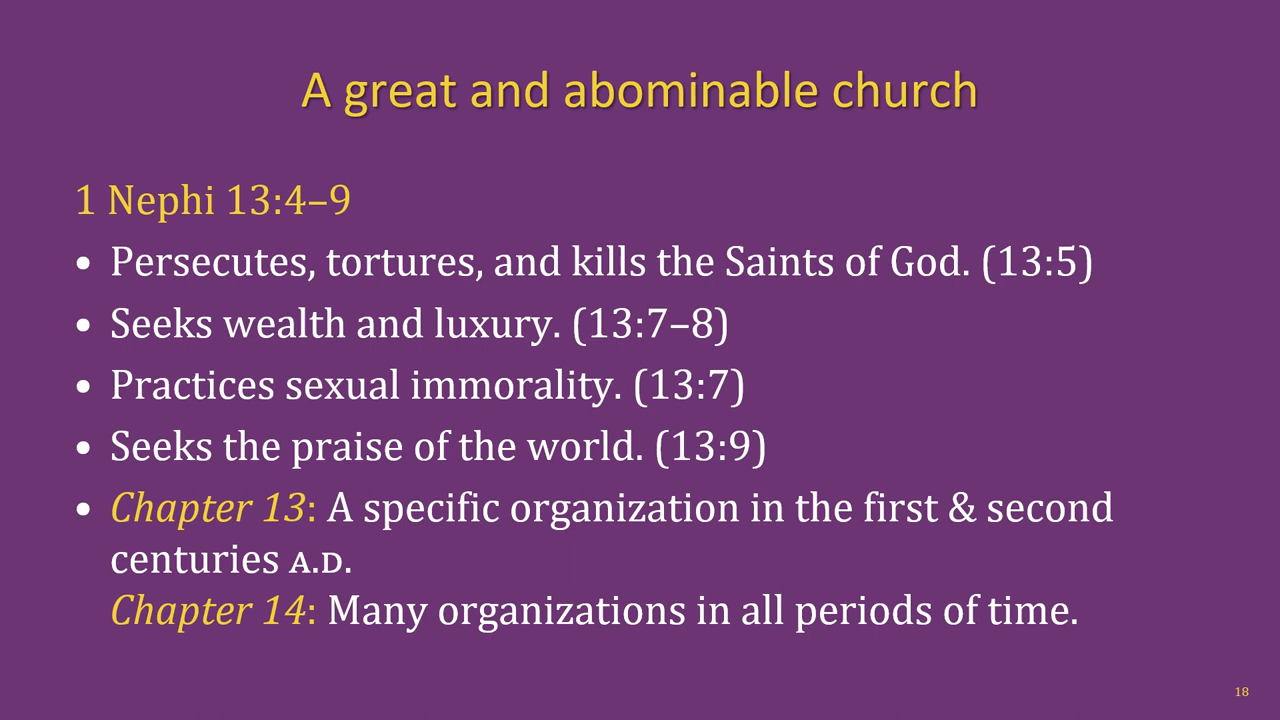 A great and abominable church
1 Nephi 13:4–9
• Persecutes, tortures, and kills the Saints of God. (13:5)
• Seeks wealth and luxury. (13:7–8)
• Practices sexual immorality. (13:7)
• Seeks the praise of the world. (13:9)
• Chapter 13: A specific organization in the first & second
centuries A.D.
Chapter 14: Many organizations in all periods of time.
18